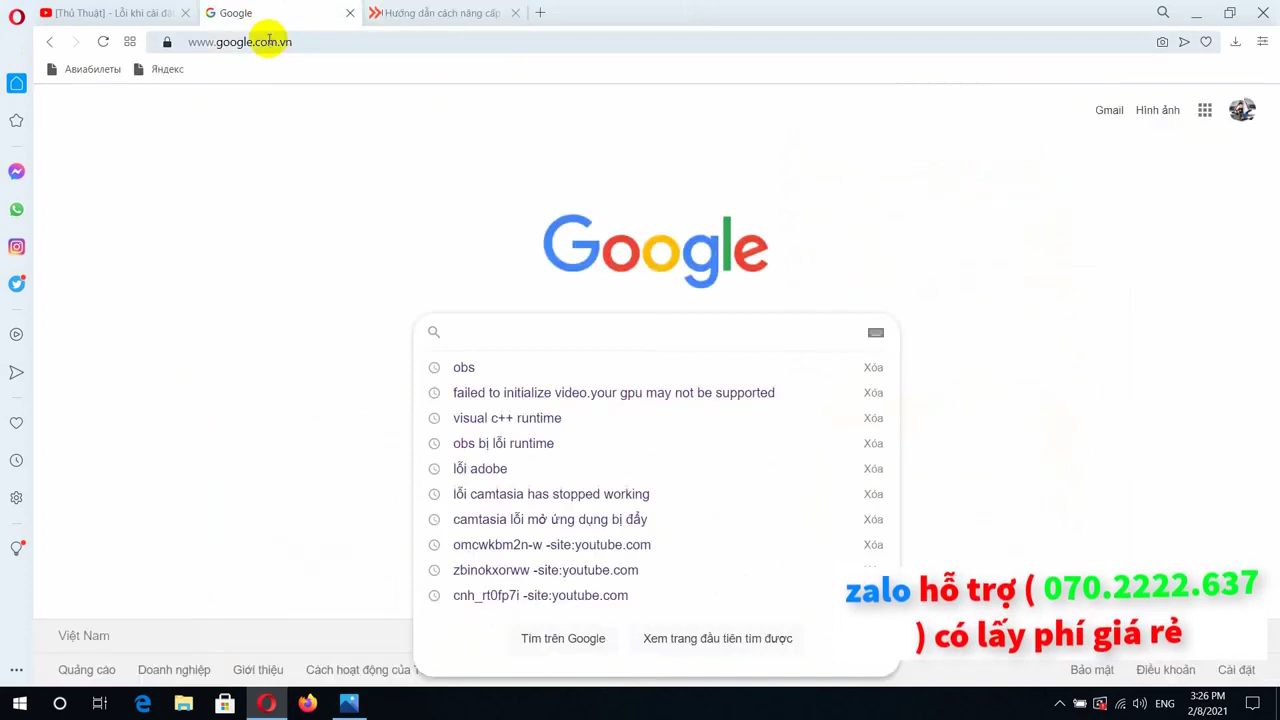 [Thủ Thuật] - Lỗi khi cài đặt
Google
Hướng dẫn cách nâng cấp
www.google.com.vn
Авиабилеты
Яндекс
Gmail
Hình ảnh
Google
obs Xóa
failed to initialize video.your gpu may not be supported Xóa
visual c++ runtime Xóa
obs bị lỗi runtime Xóa
lỗi adobe Xóa
lỗi camtasia has stopped working Xóa
camtasia lỗi mở ứng dụng bị đẩy Xóa
omcwkbm2n-w -site:youtube.com Xóa
zbinokxorww -site:youtube.com
cnh_rt0fp7i -site:youtube.com
zalo hỗ trợ ( 070.2222.637
) có lấy phí giá rẻ
Tìm trên Google
Xem trang đầu tiên tìm được
Việt Nam
Quảng cáo
Doanh nghiệp
Giới thiệu
Cách hoạt động của
Bảo mật
Điều khoản
Cài đặt
ENG
3:26 PM
2/8/2021